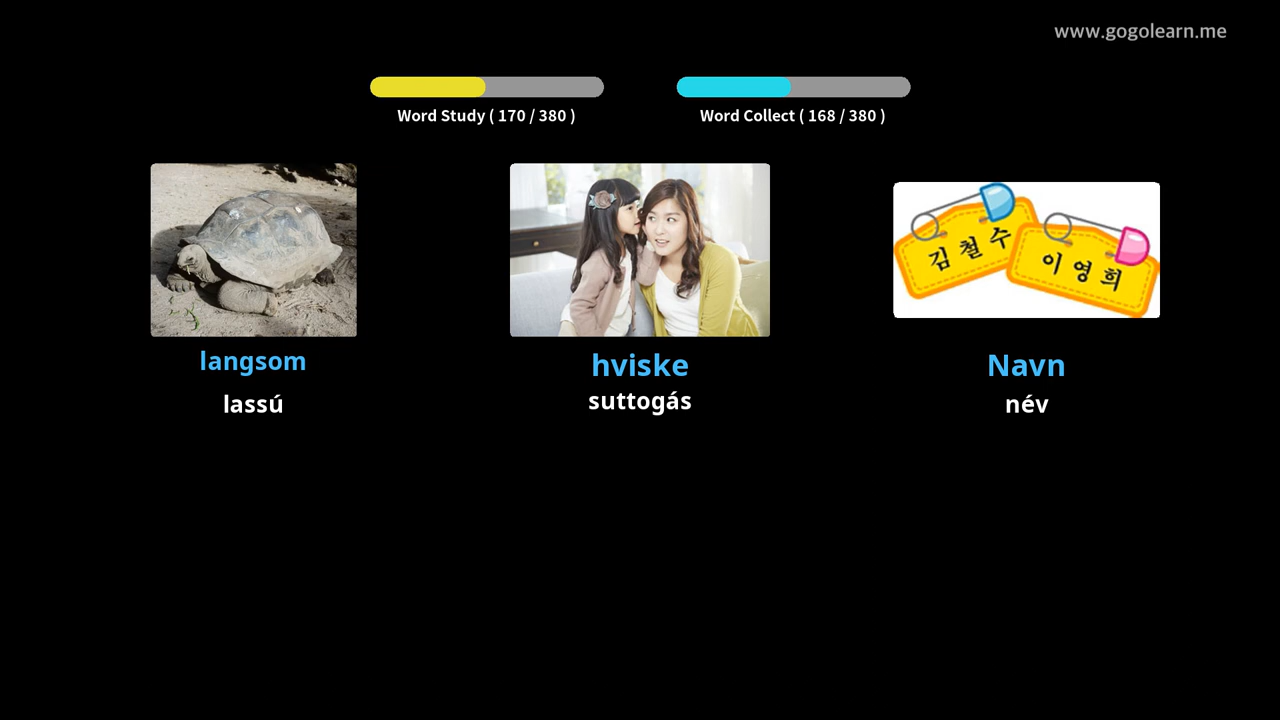 www.gogolearn.me
Word Study ( 170 / 380 )
Word Collect ( 168 / 380 )
김철수
이영희
langsom
hviske
Navn
lassú
suttogás
név